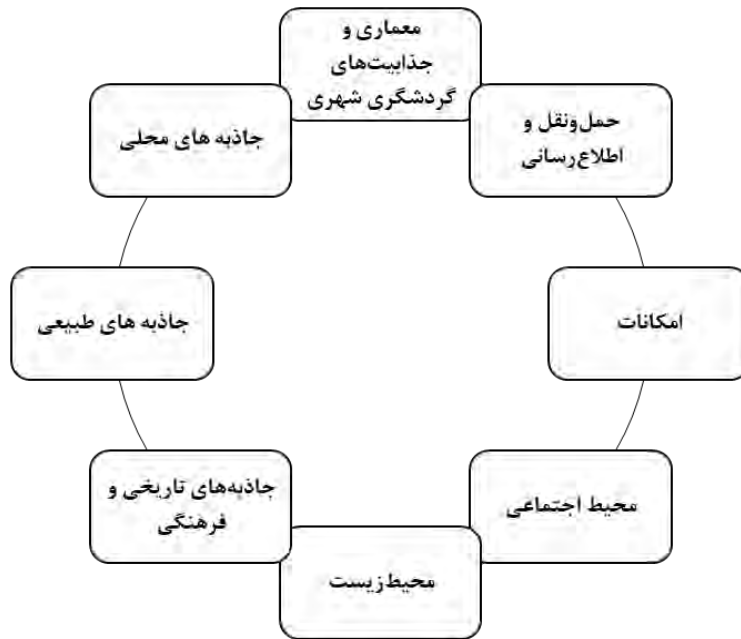 معماری و
جذابیت‌های
گردشگری شهری
حمل‌ونقل و
اطلاع‌رسانی
امکانات
محیط اجتماعی
محیط‌زیست
جاذبه‌های تاریخی و
فرهنگی
جاذبه های طبیعی
جاذبه های محلی